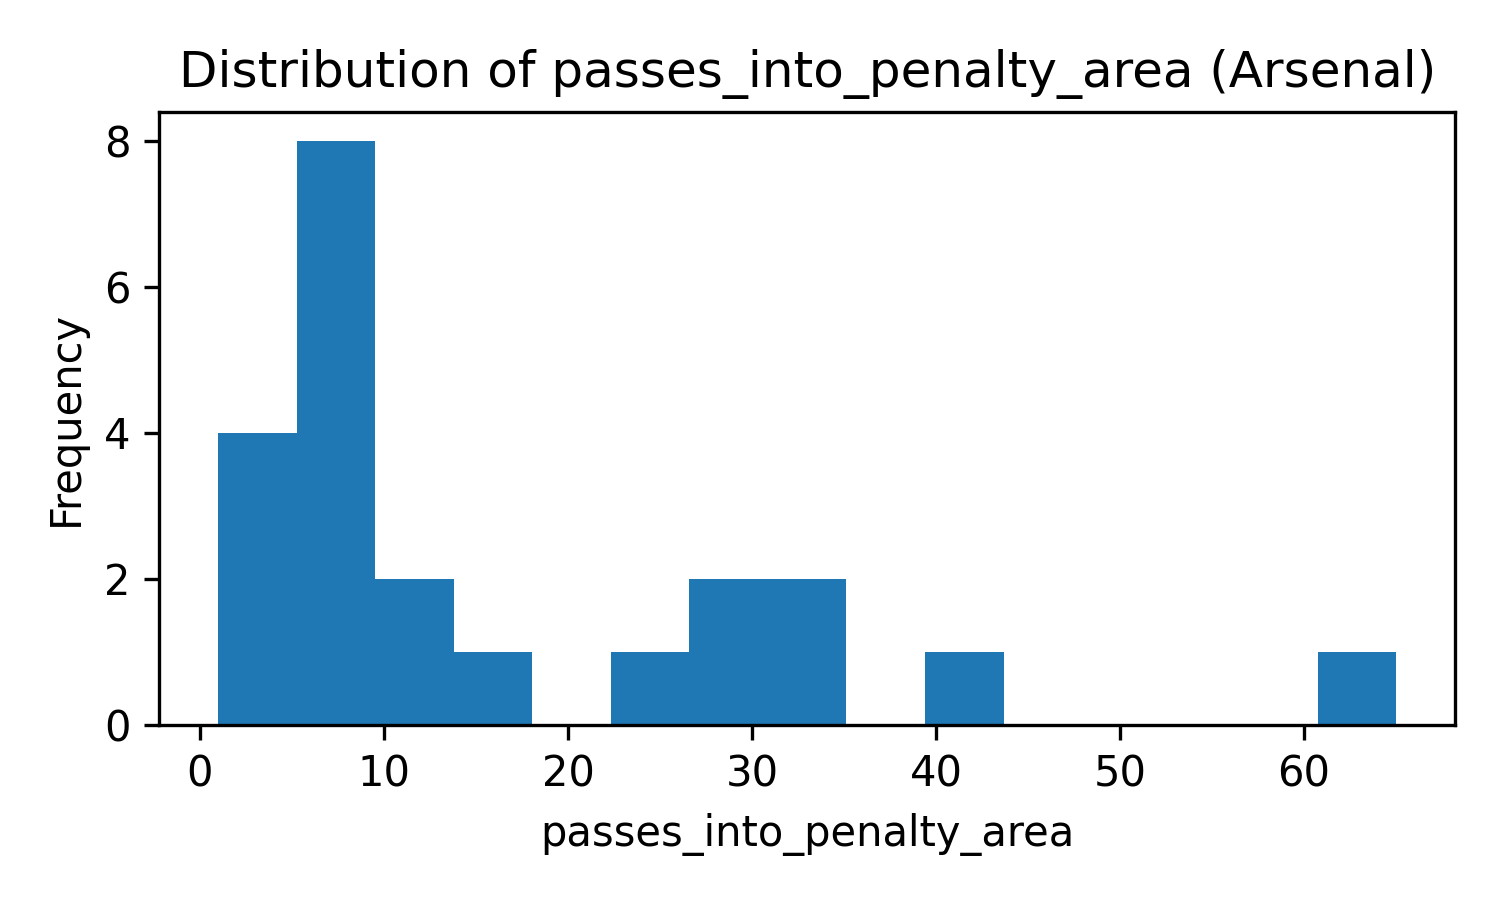 Distribution of passes_into_penalty_area (Arsenal)
8
6
4
2
0
Frequency
0 10 20 30 40 50 60
passes_into_penalty_area